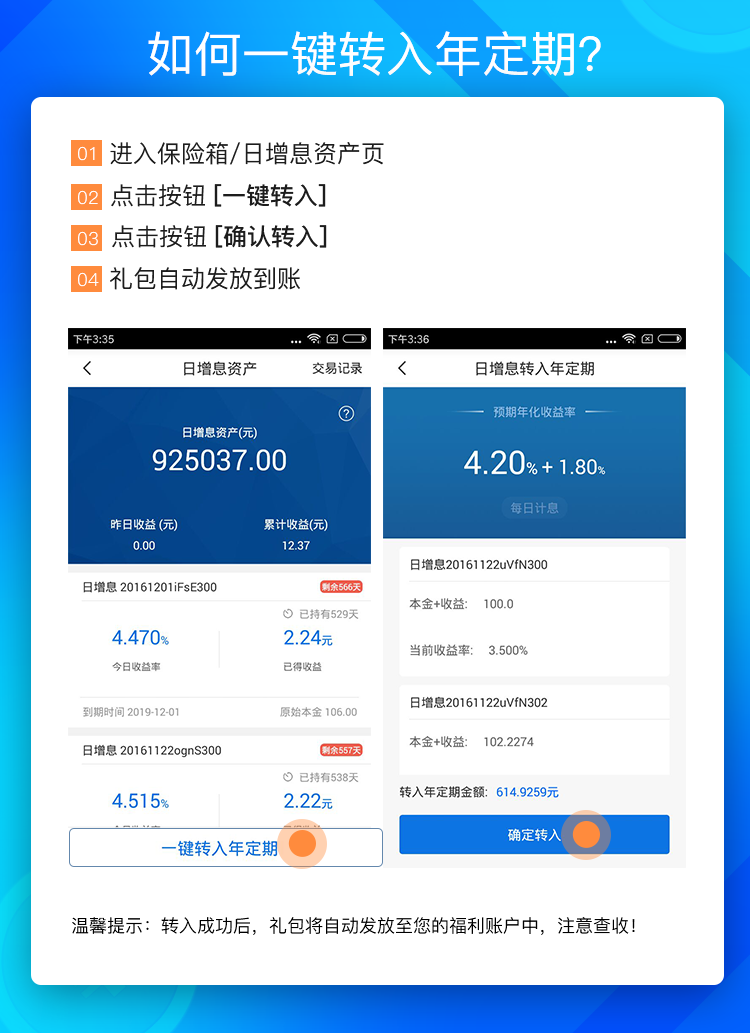 如何一键转入年定期?
01 进入保险箱/日增息资产页
02 点击按钮 [一键转入]
03 点击按钮 [确认转入]
04 礼包自动发放到账
下午3:35
日增息资产 交易记录
?
日增息资产(元)
925037.00
昨日收益 (元) 累计收益(元)
0.00 12.37
日增息 20161201iFsE300 剩余566天
已持有529天
4.470% 2.24元
今日收益率 已得收益
到期时间 2019-12-01 原始本金 106.00
日增息 20161122ognS300 剩余557天
已持有538天
4.515% 2.22元
一键转入年定期
下午3:36
日增息转入年定期
预期年化收益率
4.20% + 1.80%
每日计息
日增息20161122uVfN300
本金+收益: 100.0
当前收益率: 3.500%
日增息20161122uVfN302
本金+收益: 102.2274
转入年定期金额: 614.9259元
确定转入
温馨提示：转入成功后，礼包将自动发放至您的福利账户中，注意查收！